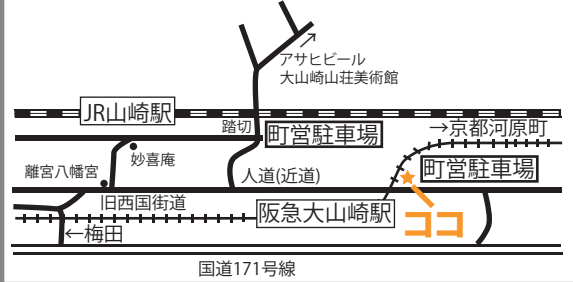 アサヒビール
大山崎山荘美術館
JR山崎駅
踏切
町営駐車場
→京都河原町
妙喜庵
離宮八幡宮
人道(近道)
町営駐車場
旧西国街道
阪急大山崎駅
ココ
←梅田
国道171号線